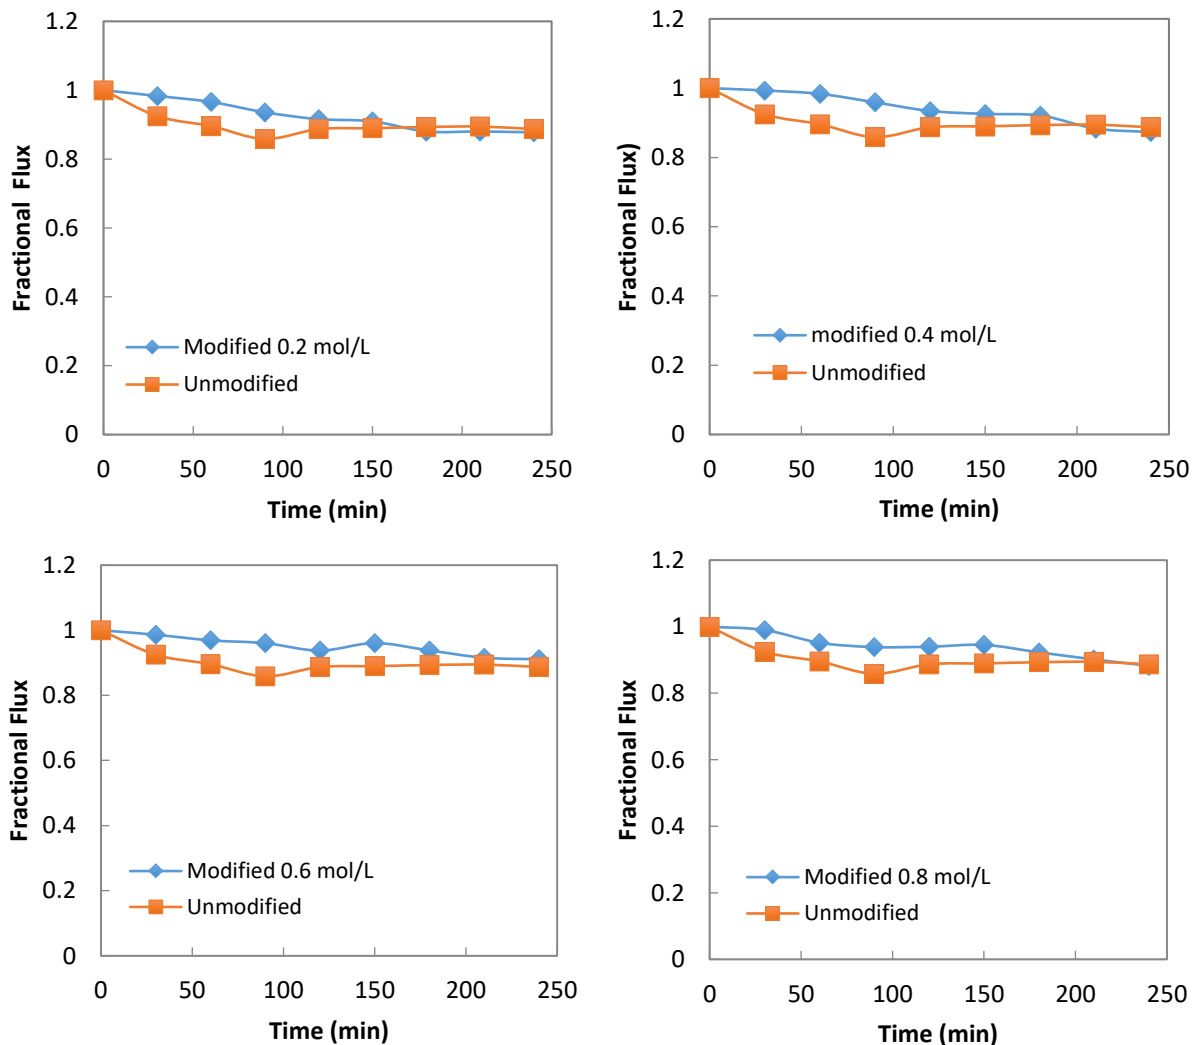 1.2
1
0.8
0.6
0.4
0.2
0
Fractional Flux
Modified 0.2 mol/L
Unmodified
0 50 100 150 200 250
Time (min)
1.2
1
0.8
0.6
0.4
0.2
0
Fractional Flux)
modified 0.4 mol/L
Unmodified
0 50 100 150 200 250
Time (min)
1.2
1
0.8
0.6
0.4
0.2
0
Fractional Flux
Modified 0.6 mol/L
Unmodified
0 50 100 150 200 250
Time (min)
1.2
1
0.8
0.6
0.4
0.2
0
Fractional Flux
Modified 0.8 mol/L
Unmodified
0 50 100 150 200 250
Time (min)